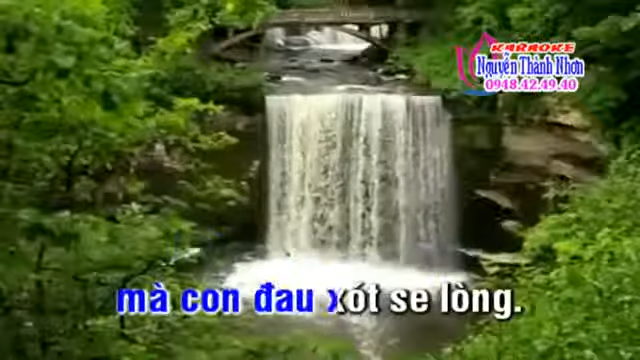 KARAOKE
Nguyễn Thành Nhơn
0948.42.49.40
mà con đau xót se lòng.